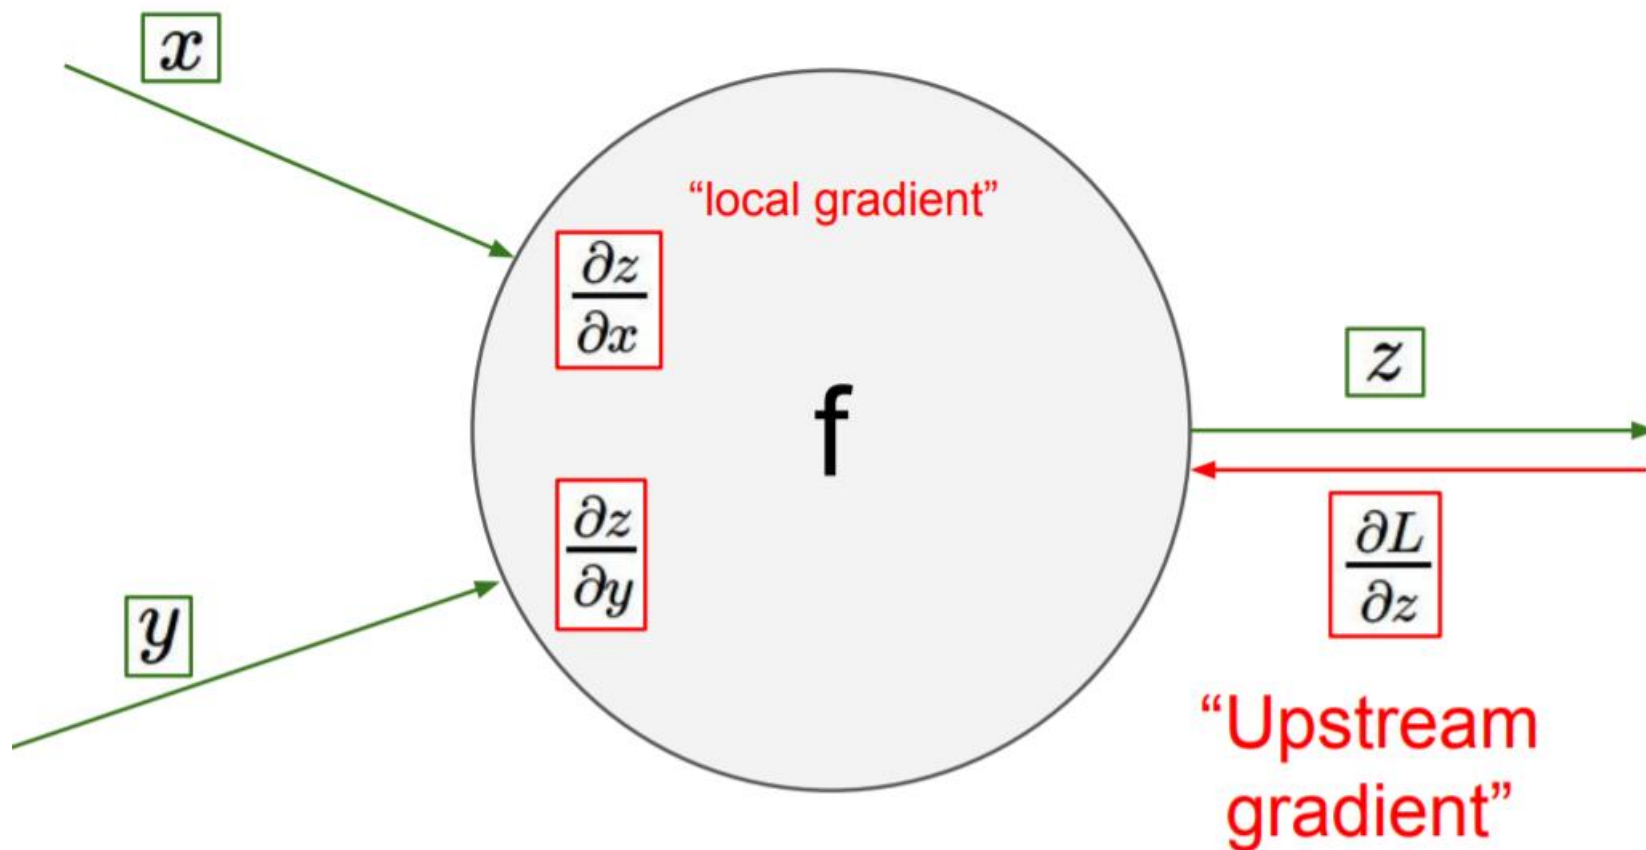 x
“local gradient”
∂z
∂x
f
z
∂z
∂y
∂L
∂z
y
“Upstream
gradient”